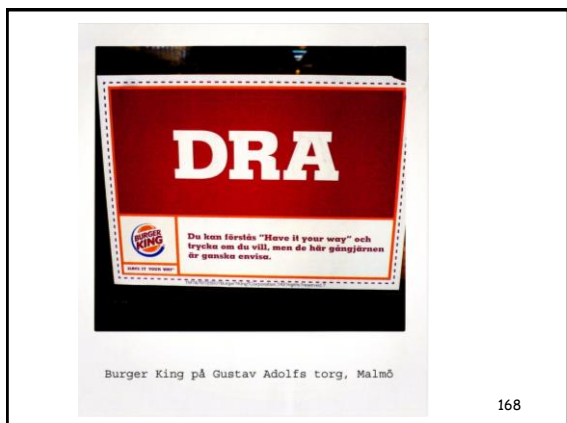 DRA
BURGER
KING
HAVE IT YOUR WAY
Du kan förstås "Have it your way" och
trycka om du vill, men de här gångjärnen
är ganska envisa.
Burger King på Gustav Adolfs torg, Malmö
168